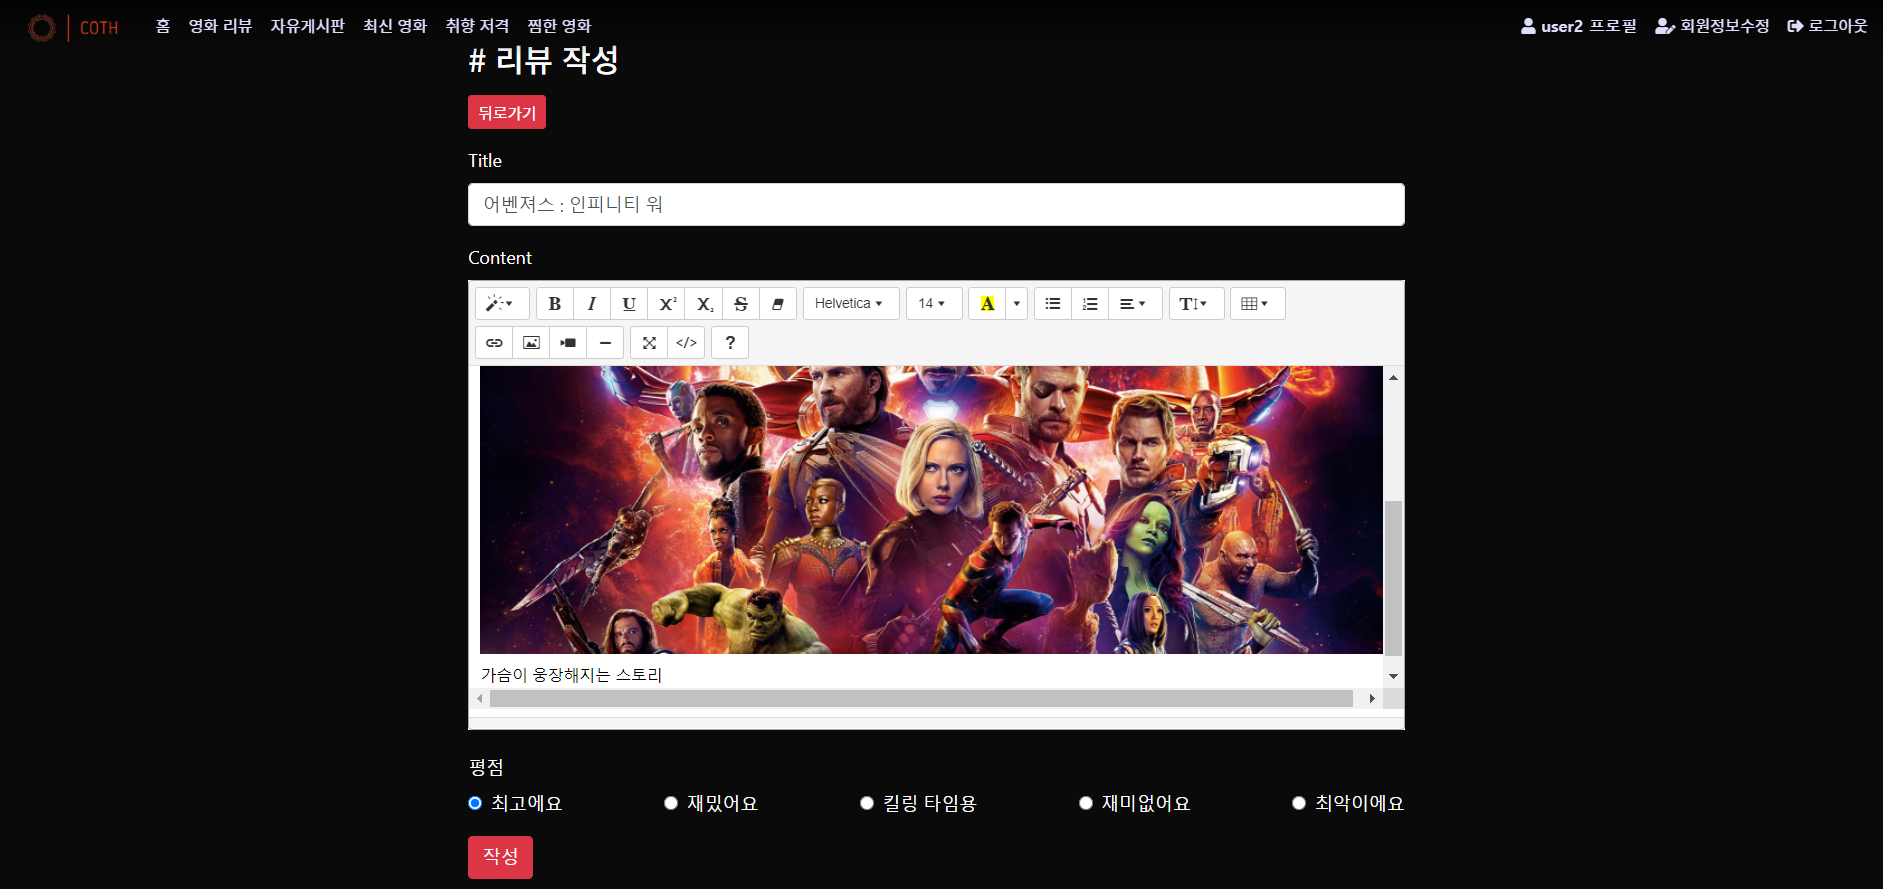 COTH 홈 영화 리뷰 자유게시판 최신 영화 취향 저격 찜한 영화 user2 프로필 회원정보수정 로그아웃
# 리뷰 작성
뒤로가기
Title
어벤져스 : 인피니티 워
Content
B I U X² X₂ S Helvetica 14 A T
</> ?
가슴이 웅장해지는 스토리
평점
최고에요 재밌어요 킬링 타임용 재미없어요 최악이에요
작성